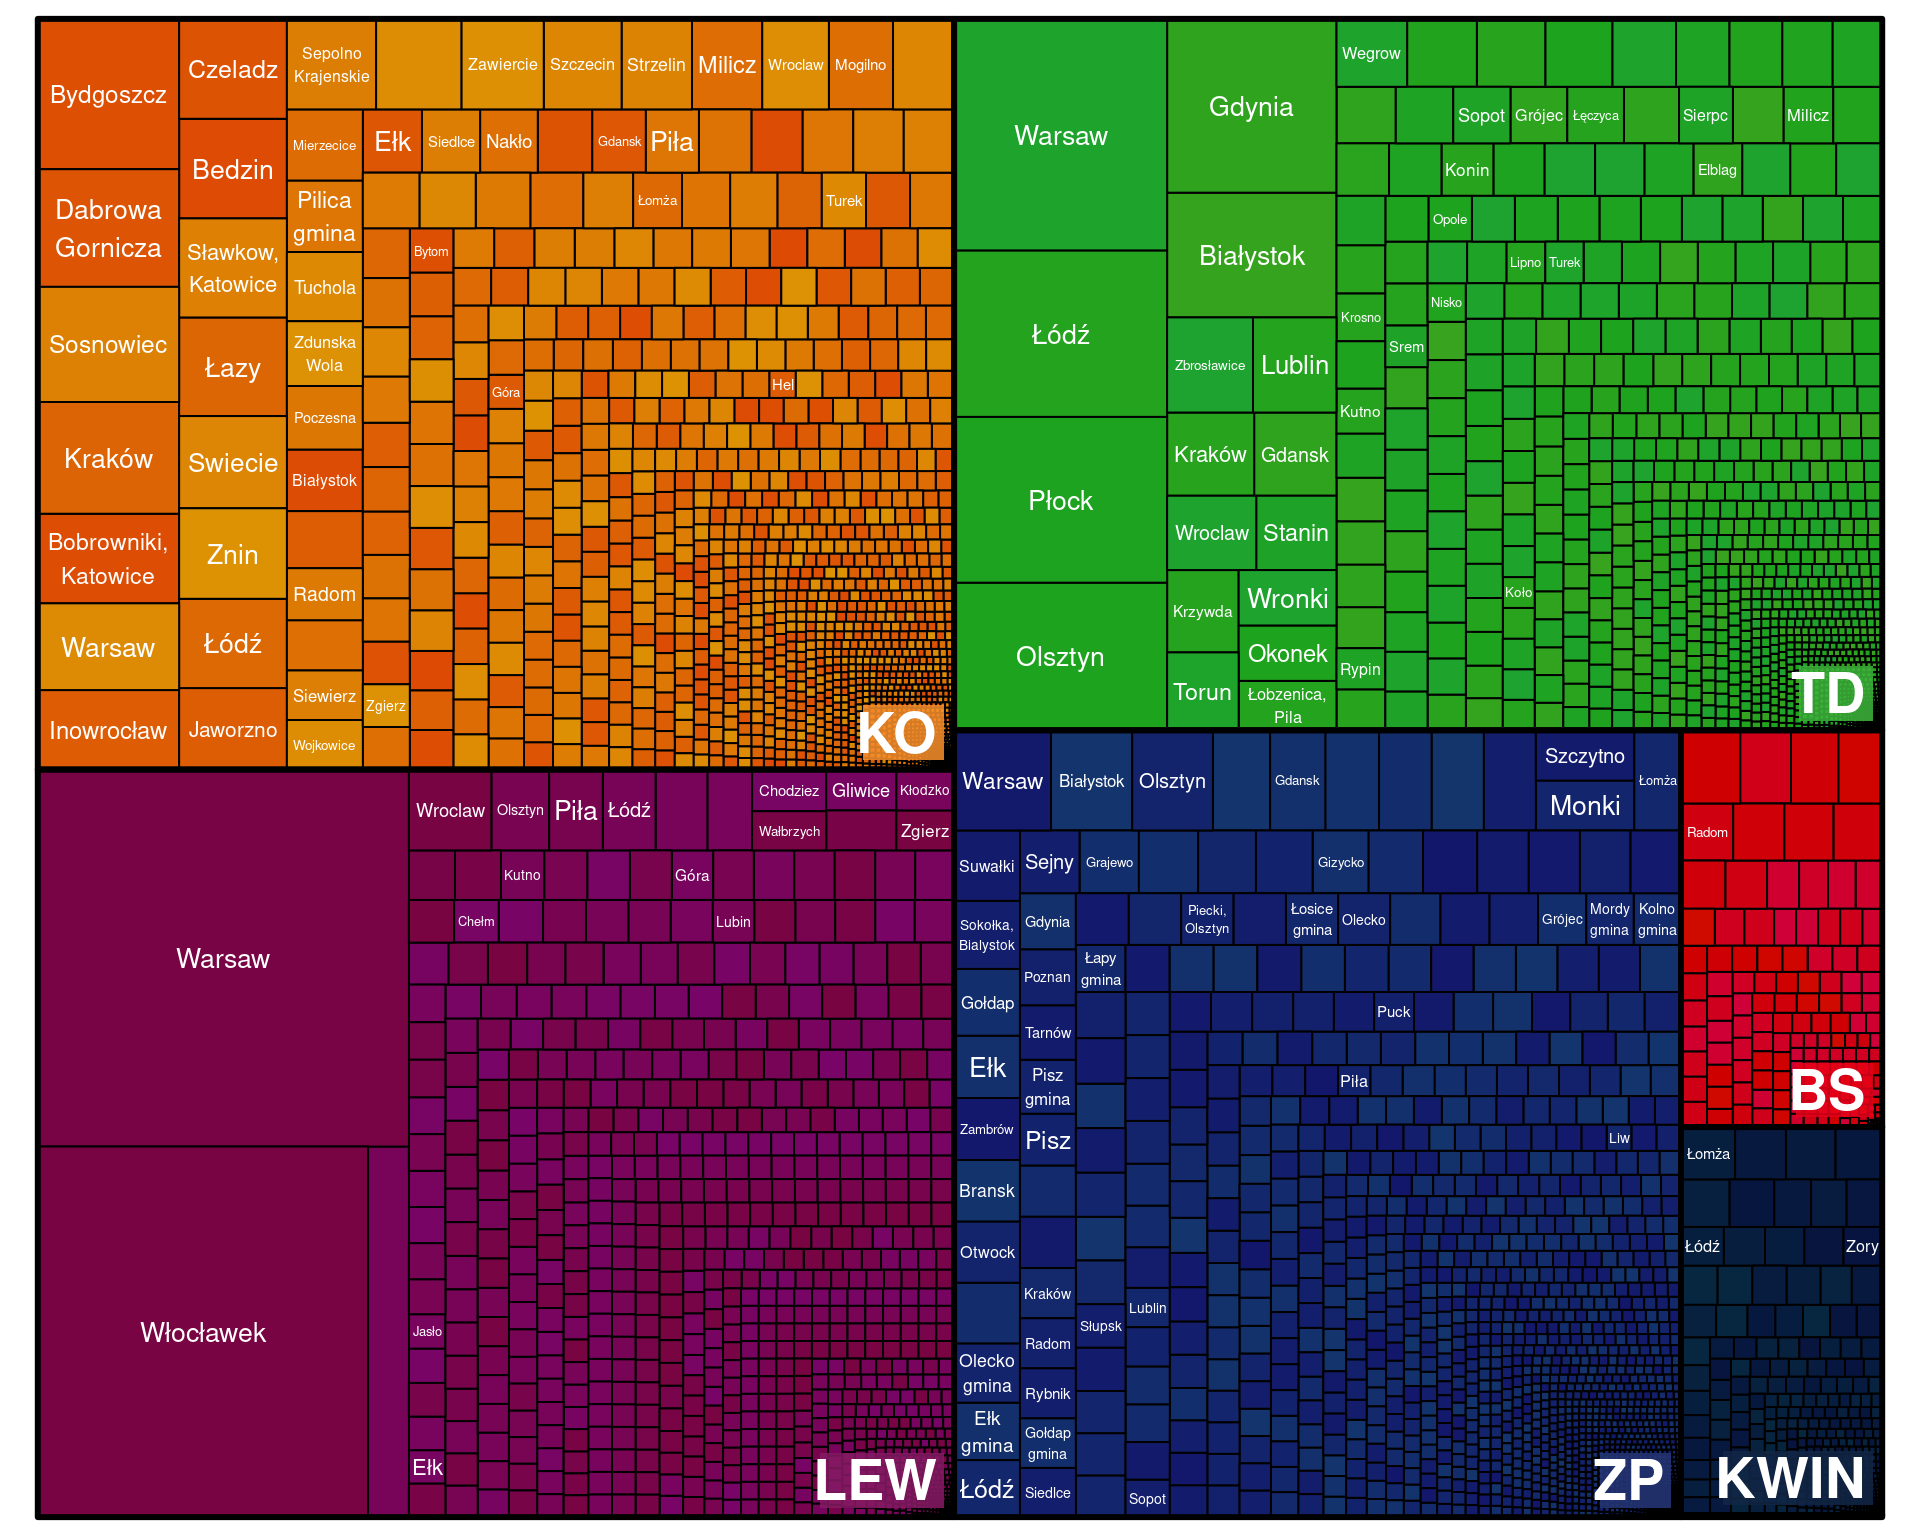 Bydgoszcz
Dabrowa
Gornicza
Sosnowiec
Kraków
Bobrowniki,
Katowice
Warsaw
Inowrocław
Czeladz
Bedzin
Sławkow,
Katowice
Łazy
Swiecie
Znin
Łódź
Jaworzno
Sepolno
Krajenskie
Zawiercie
Szczecin
Strzelin
Milicz
Wroclaw
Mogilno
Mierzecice
Ełk
Siedlce
Nakło
Gdansk
Piła
Pilica
gmina
Łomża
Turek
Tuchola
Bytom
Zdunska
Wola
Poczesna
Góra
Hel
Białystok
Radom
Siewierz
Zgierz
Wojkowice
KO
Warsaw
Łódź
Płock
Olsztyn
Gdynia
Białystok
Zbrosławice
Lublin
Kraków
Gdansk
Wroclaw
Stanin
Krzywda
Wronki
Okonek
Torun
Łobzenica,
Pila
Wegrow
Sopot
Grójec
Łęczyca
Sierpc
Milicz
Konin
Elblag
Opole
Lipno
Turek
Nisko
Krosno
Srem
Kutno
Koło
Rypin
TD
Warsaw
Włocławek
Wroclaw
Olsztyn
Piła
Łódź
Chodziez
Gliwice
Kłodzko
Wałbrzych
Zgierz
Kutno
Góra
Chełm
Lubin
Jasło
Ełk
LEW
Warsaw
Białystok
Olsztyn
Gdansk
Szczytno
Monki
Łomża
Suwałki
Sejny
Grajewo
Gizycko
Sokołka,
Bialystok
Gdynia
Piecki,
Olsztyn
Łosice
gmina
Olecko
Grójec
Mordy
gmina
Kolno
gmina
Łapy
gmina
Poznan
Gołdap
Tarnów
Puck
Ełk
Pisz
gmina
Piła
Zambrów
Pisz
Liw
Bransk
Otwock
Kraków
Słupsk
Lublin
Radom
Olecko
gmina
Rybnik
Ełk
gmina
Gołdap
gmina
Łódź
Siedlce
Sopot
ZP
Radom
BS
Łomża
Łódź
Zory
KWIN